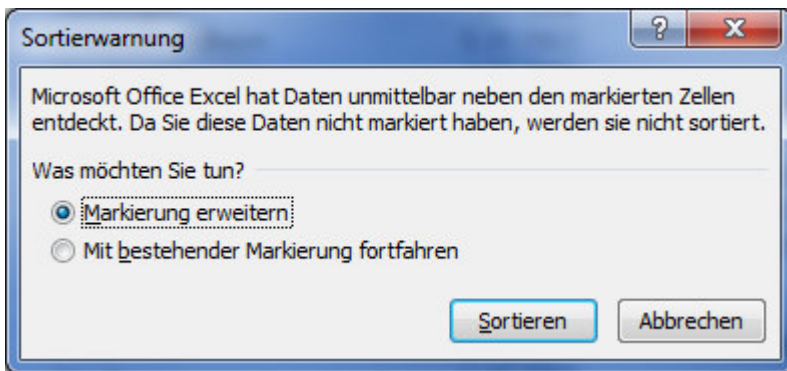 Sortierwarnung
Microsoft Office Excel hat Daten unmittelbar neben den markierten Zellen
entdeckt. Da Sie diese Daten nicht markiert haben, werden sie nicht sortiert.
Was möchten Sie tun?
Markierung erweitern
Mit bestehender Markierung fortfahren
Sortieren Abbrechen